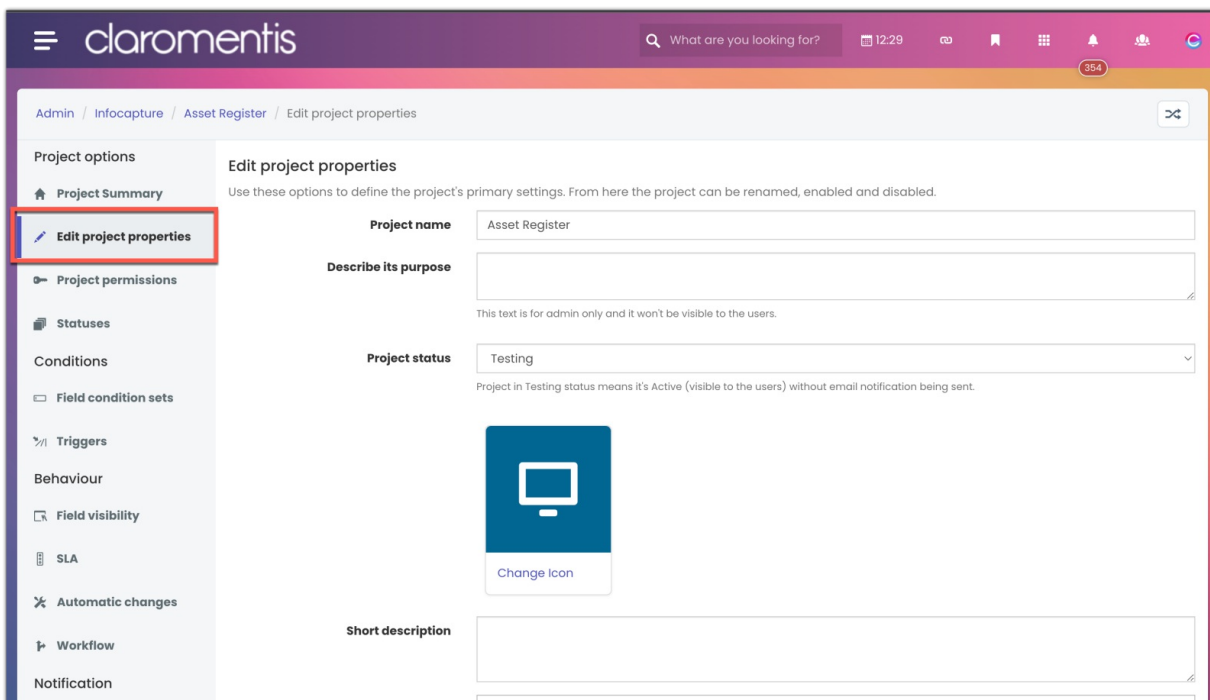 claromentis
What are you looking for?
12:29
354
Admin / Infocapture / Asset Register / Edit project properties
Project options
Project Summary
Edit project properties
Project permissions
Statuses
Conditions
Field condition sets
Triggers
Behaviour
Field visibility
SLA
Automatic changes
Workflow
Notification
Edit project properties
Use these options to define the project's primary settings. From here the project can be renamed, enabled and disabled.
Project name
Asset Register
Describe its purpose
This text is for admin only and it won't be visible to the users.
Project status
Testing
Project in Testing status means it's Active (visible to the users) without email notification being sent.
Change Icon
Short description